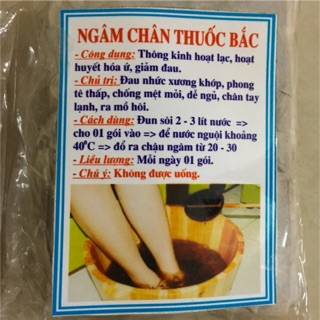 NGÂM CHÂN THUỐC BẮC
- Công dụng: Thông kinh hoạt lạc, hoạt
huyết hóa ứ, giảm đau.
- Chủ trị: Đau nhức xương khớp, phong
tê thấp, chống mệt mỏi, dễ ngủ, chân tay
lạnh, ra mồ hôi.
- Cách dùng: Đun sôi 2 - 3 lít nước =>
cho 01 gói vào => để nước nguội khoảng
40°C => đổ ra chậu ngâm từ 20 - 30
- Liều lượng: Mỗi ngày 01 gói.
- Chú ý: Không được uống.